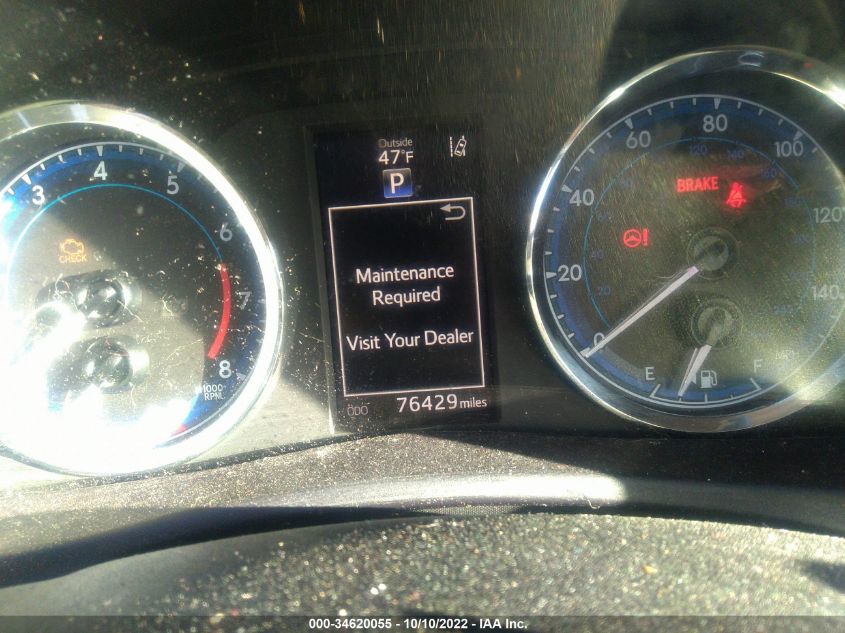 Outside
47°F
P
Maintenance
Required
Visit Your Dealer
ODO 76429 miles
3 4 5 6 7 8
CHECK
x1000
RPM
0 20 40 60 80 100 120 140
BRAKE
E F
000-34620055 - 10/10/2022 - IAA Inc.